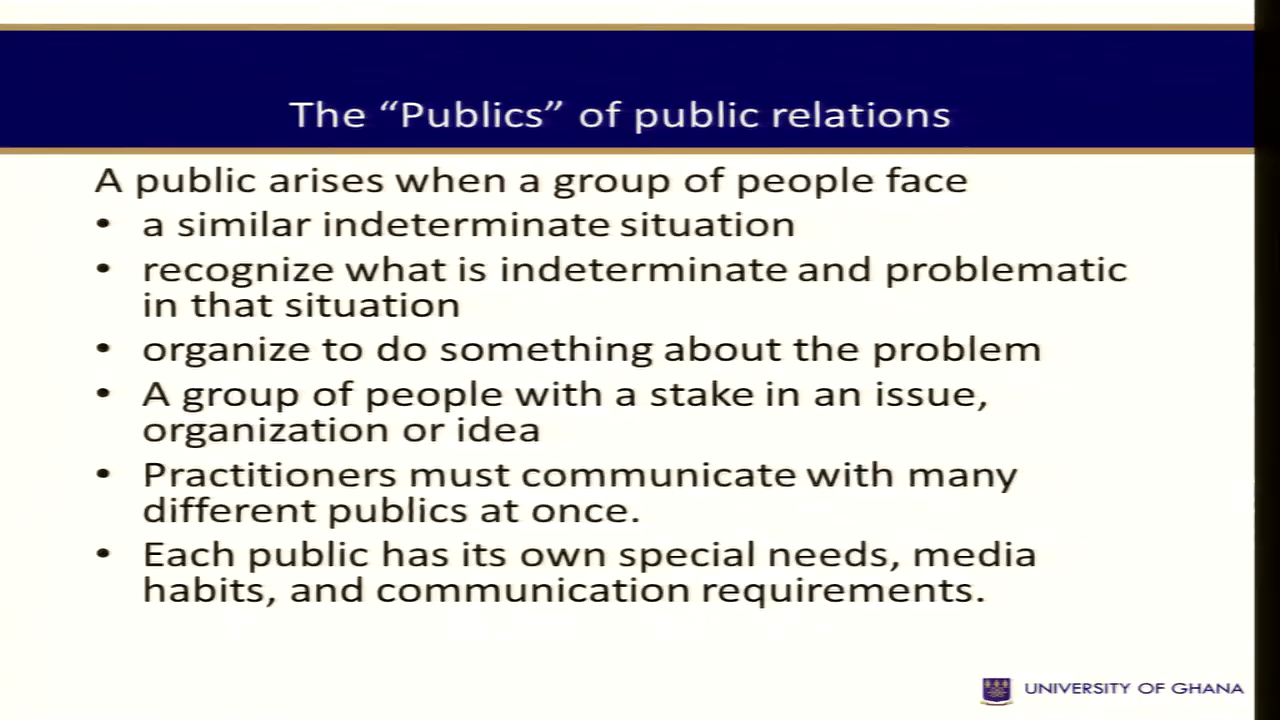 The “Publics” of public relations
A public arises when a group of people face
• a similar indeterminate situation
• recognize what is indeterminate and problematic
in that situation
• organize to do something about the problem
• A group of people with a stake in an issue,
organization or idea
• Practitioners must communicate with many
different publics at once.
• Each public has its own special needs, media
habits, and communication requirements.
UNIVERSITY OF GHANA